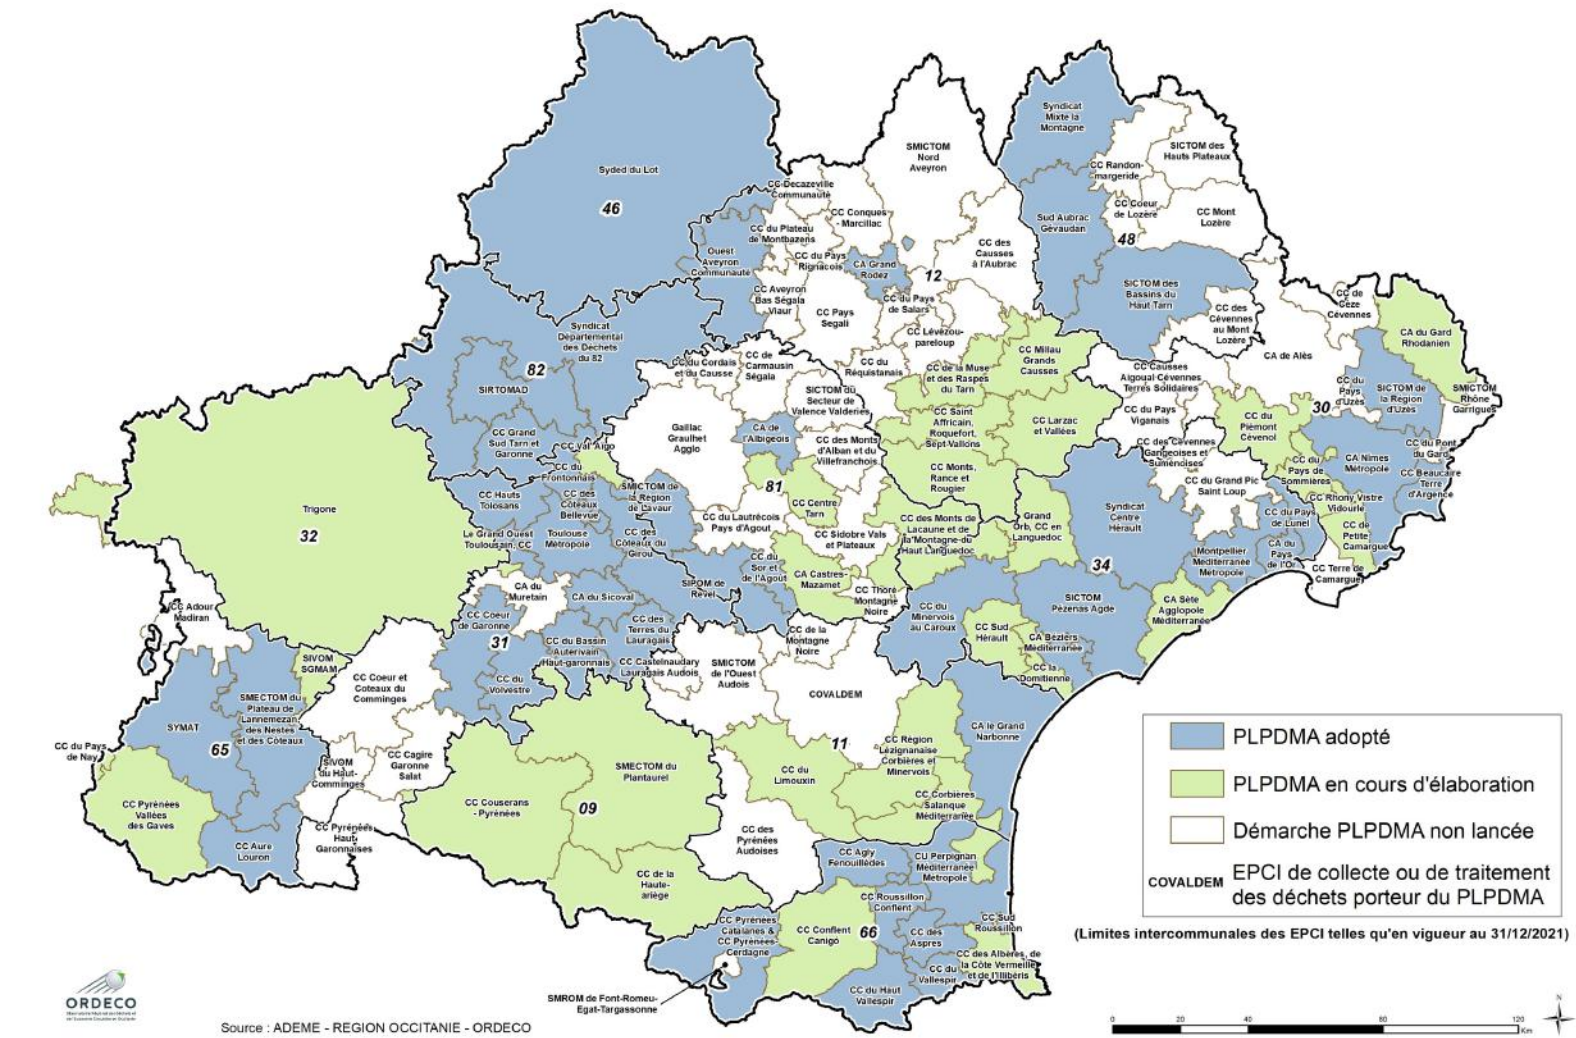 Syded du Lot
46
SMICTOM
Nord
Aveyron
Syndicat
Mixte la
Montagne
SICTOM des
Hauts Plateaux
CC Randon-
margeride
CC Coeur
de Lozère
CC Mont
Lozère
48
Sud Aubrac
Gévaudan
SICTOM des
Bassins du
Haut Tarn
CC des
Cévennes
au Mont
Lozère
CC Decazeville
Communauté
CC Conques
- Marcillac
CC du Plateau
de Montbazens
CC du Pays
Rignacois
CA Grand
Rodez
12
CC des
Causses
à l'Aubrac
Ouest
Aveyron
Communauté
CC Aveyron
Bas Ségala
Viaur
CC Pays
Segali
CC du Pays
de Salars
CC Lévézou-
pareloup
CC du
Réquistanais
CC de la Muse
et des Raspes
du Tarn
CC Millau
Grands
Causses
CC Saint
Affricain,
Roquefort,
Sept-Vallons
CC Larzac
et Vallées
CC Monts,
Rance et
Rougier
Syndicat
Départemental
des Déchets
du 82
82
SIRTOMAD
CC Grand
Sud Tarn et
Garonne
CC du Cordais
et du Causse
CC de
Carmausin
Ségala
SICTOM du
Secteur de
Valence Valderies
Gaillac
Graulhet
Agglo
CA de
l'Albigeois
CC des Monts
d'Alban et du
Villefranchois
81
CC Centre
Tarn
CC du Lautrécois
Pays d'Agout
CC Sidobre Vals
et Plateaux
CC des Monts de
Lacaune et de
la Montagne du
Haut Languedoc
CA Castres-
Mazamet
CC Thoré
Montagne
Noire
CC du
Sor et
de l'Agout
CC Val'Aïgo
CC du
Frontonnais
SMICTOM de
la Région
de Lavaur
CC Hauts
Tolosans
CC des
Côteaux
Bellevue
Le Grand Ouest
Toulousain, CC
Toulouse
Métropole
CC des
Côteaux du
Girou
SIPOM de
Revel
CA du
Muretain
CA du Sicoval
CC Coeur
de Garonne
31
CC du Bassin
Auterivain
Haut-garonnais
CC des
Terres du
Lauragais
CC du
Volvestre
CC Coeur et
Coteaux du
Comminges
CC Cagire
Garonne
Salat
SIVOM
du Haut-
Comminges
CC Pyrénées
Haut
Garonnaises
Trigone
32
CC Adour
Madiran
SIVOM
SGMAM
SYMAT
SMECTOM du
Plateau de
Lannemezan,
des Nestes
et des Côteaux
65
CC du Pays
de Nay
CC Pyrénées
Vallées
des Gaves
CC Aure
Louron
CC Couserans
- Pyrénées
SMECTOM du
Plantaurel
09
CC de la
Haute-
ariège
CC Castelnaudary
Lauragais Audois
SMICTOM
de l'Ouest
Audois
CC de la
Montagne
Noire
COVALDEM
11
CC du
Limouxin
CC Région
Lézignanaise
Corbières et
Minervois
CA le Grand
Narbonne
CC Corbières
Salanque
Méditerranée
CC des
Pyrénées
Audoises
CC Agly
Fenouillèdes
CU Perpignan
Méditerranée
Metropole
CC Roussillon
Conflent
CC Pyrénées
Catalanes &
CC Pyrénées-
Cerdagne
CC Conflent
Canigó
66
CC des
Aspres
CC Sud
Roussillon
CC des Albères, de
la Côte Vermeille
et de l'Illibéris
CC du
Vallespir
CC du Haut
Vallespir
SMROM de Font-Romeu-
Egat-Targassonne
Grand
Orb, CC en
Languedoc
Syndicat
Centre
Hérault
34
CC du
Minervois
au Caroux
SICTOM
Pézenas Agde
CC Sud
Hérault
CA Béziers
Méditerranée
CC la
Domitienne
CA Sète
Agglopole
Méditerranée
Montpellier
Méditerranée
Métropole
CA du
Pays
de l'Or
CC du Pays
de Lunel
CC du Grand Pic
Saint Loup
CC des Cévennes
Gangeoises et
Suménoises
CC Causses
Aigoual Cévennes
Terres Solidaires
CC du Pays
Viganais
CC du
Piémont
Cévenol
30
CA de Alès
CC de
Cèze
Cévennes
CA du Gard
Rhodanien
CC du
Pays
d'Uzès
SICTOM de
la Région
d'Uzès
SMICTOM
Rhône
Garrigues
CC du Pont
du Gard
CA Nîmes
Métropole
CC Beaucaire
Terre
d'Argence
CC du
Pays de
Sommières
CC Rhony Vistre
Vidourle
CC de
Petite
Camargue
CC Terre de
Camargue
PLPDMA adopté
PLPDMA en cours d'élaboration
Démarche PLPDMA non lancée
COVALDEM EPCI de collecte ou de traitement
des déchets porteur du PLPDMA
(Limites intercommunales des EPCI telles qu'en vigueur au 31/12/2021)
ORDECO
Source : ADEME - REGION OCCITANIE - ORDECO
0 20 40 80 120
Km
N